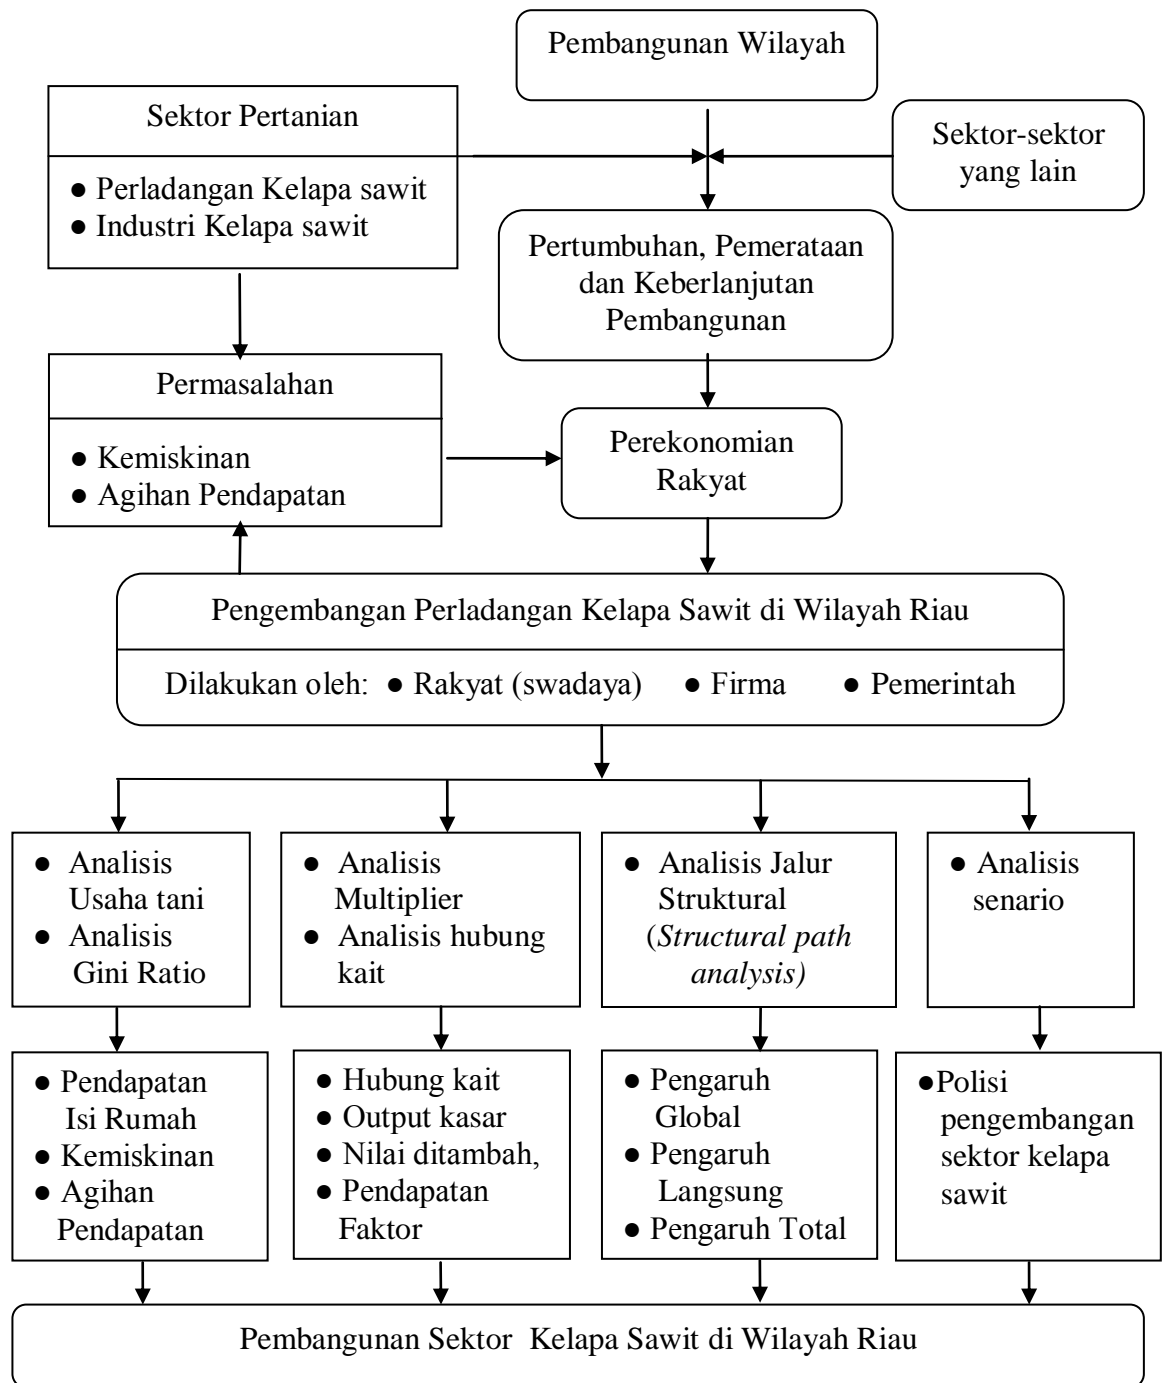 Pembangunan Wilayah
Sektor Pertanian
● Perladangan Kelapa sawit
● Industri Kelapa sawit
Sektor-sektor
yang lain
Pertumbuhan, Pemerataan
dan Keberlanjutan
Pembangunan
Permasalahan
● Kemiskinan
● Agihan Pendapatan
Perekonomian
Rakyat
Pengembangan Perladangan Kelapa Sawit di Wilayah Riau
Dilakukan oleh: ● Rakyat (swadaya) ● Firma ● Pemerintah
● Analisis
Usaha tani
● Analisis
Gini Ratio
● Analisis
Multiplier
● Analisis hubung
kait
● Analisis Jalur
Struktural
(Structural path
analysis)
● Analisis
senario
● Pendapatan
Isi Rumah
● Kemiskinan
● Agihan
Pendapatan
● Hubung kait
● Output kasar
● Nilai ditambah,
● Pendapatan
Faktor
● Pengaruh
Global
● Pengaruh
Langsung
● Pengaruh Total
●Polisi
pengembangan
sektor kelapa
sawit
Pembangunan Sektor Kelapa Sawit di Wilayah Riau